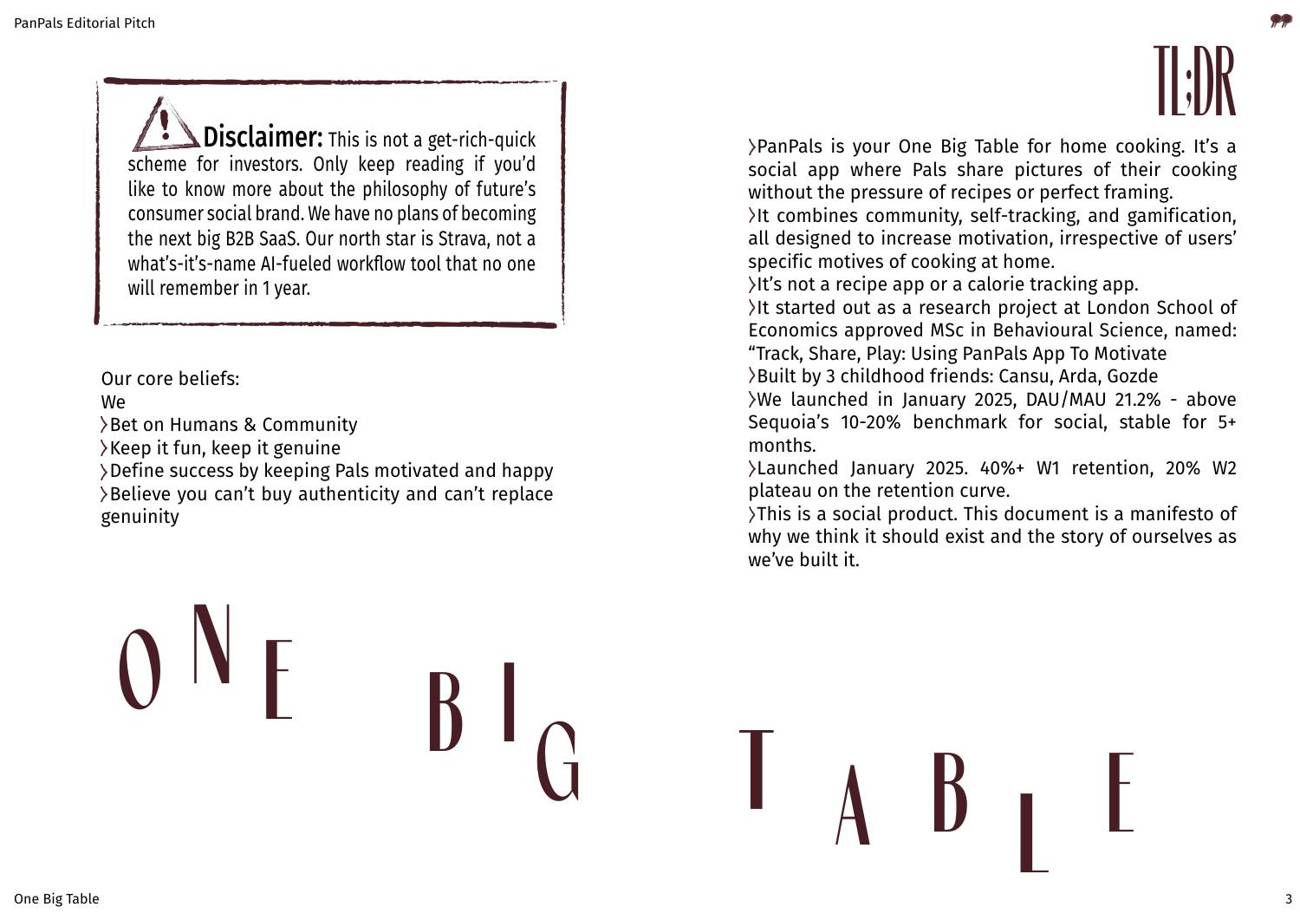 PanPals Editorial Pitch
Disclaimer: This is not a get-rich-quick
scheme for investors. Only keep reading if you’d
like to know more about the philosophy of future’s
consumer social brand. We have no plans of becoming
the next big B2B SaaS. Our north star is Strava, not a
what’s-it’s-name AI-fueled workflow tool that no one
will remember in 1 year.
Our core beliefs:
We
〉Bet on Humans & Community
〉Keep it fun, keep it genuine
〉Define success by keeping Pals motivated and happy
〉Believe you can’t buy authenticity and can’t replace
genuinity
TL;DR
〉PanPals is your One Big Table for home cooking. It’s a
social app where Pals share pictures of their cooking
without the pressure of recipes or perfect framing.
〉It combines community, self-tracking, and gamification,
all designed to increase motivation, irrespective of users’
specific motives of cooking at home.
〉It’s not a recipe app or a calorie tracking app.
〉It started out as a research project at London School of
Economics approved MSc in Behavioural Science, named:
“Track, Share, Play: Using PanPals App To Motivate
〉Built by 3 childhood friends: Cansu, Arda, Gozde
〉We launched in January 2025, DAU/MAU 21.2% - above
Sequoia’s 10-20% benchmark for social, stable for 5+
months.
〉Launched January 2025. 40%+ W1 retention, 20% W2
plateau on the retention curve.
〉This is a social product. This document is a manifesto of
why we think it should exist and the story of ourselves as
we’ve built it.
ONE BIG TABLE
One Big Table
3